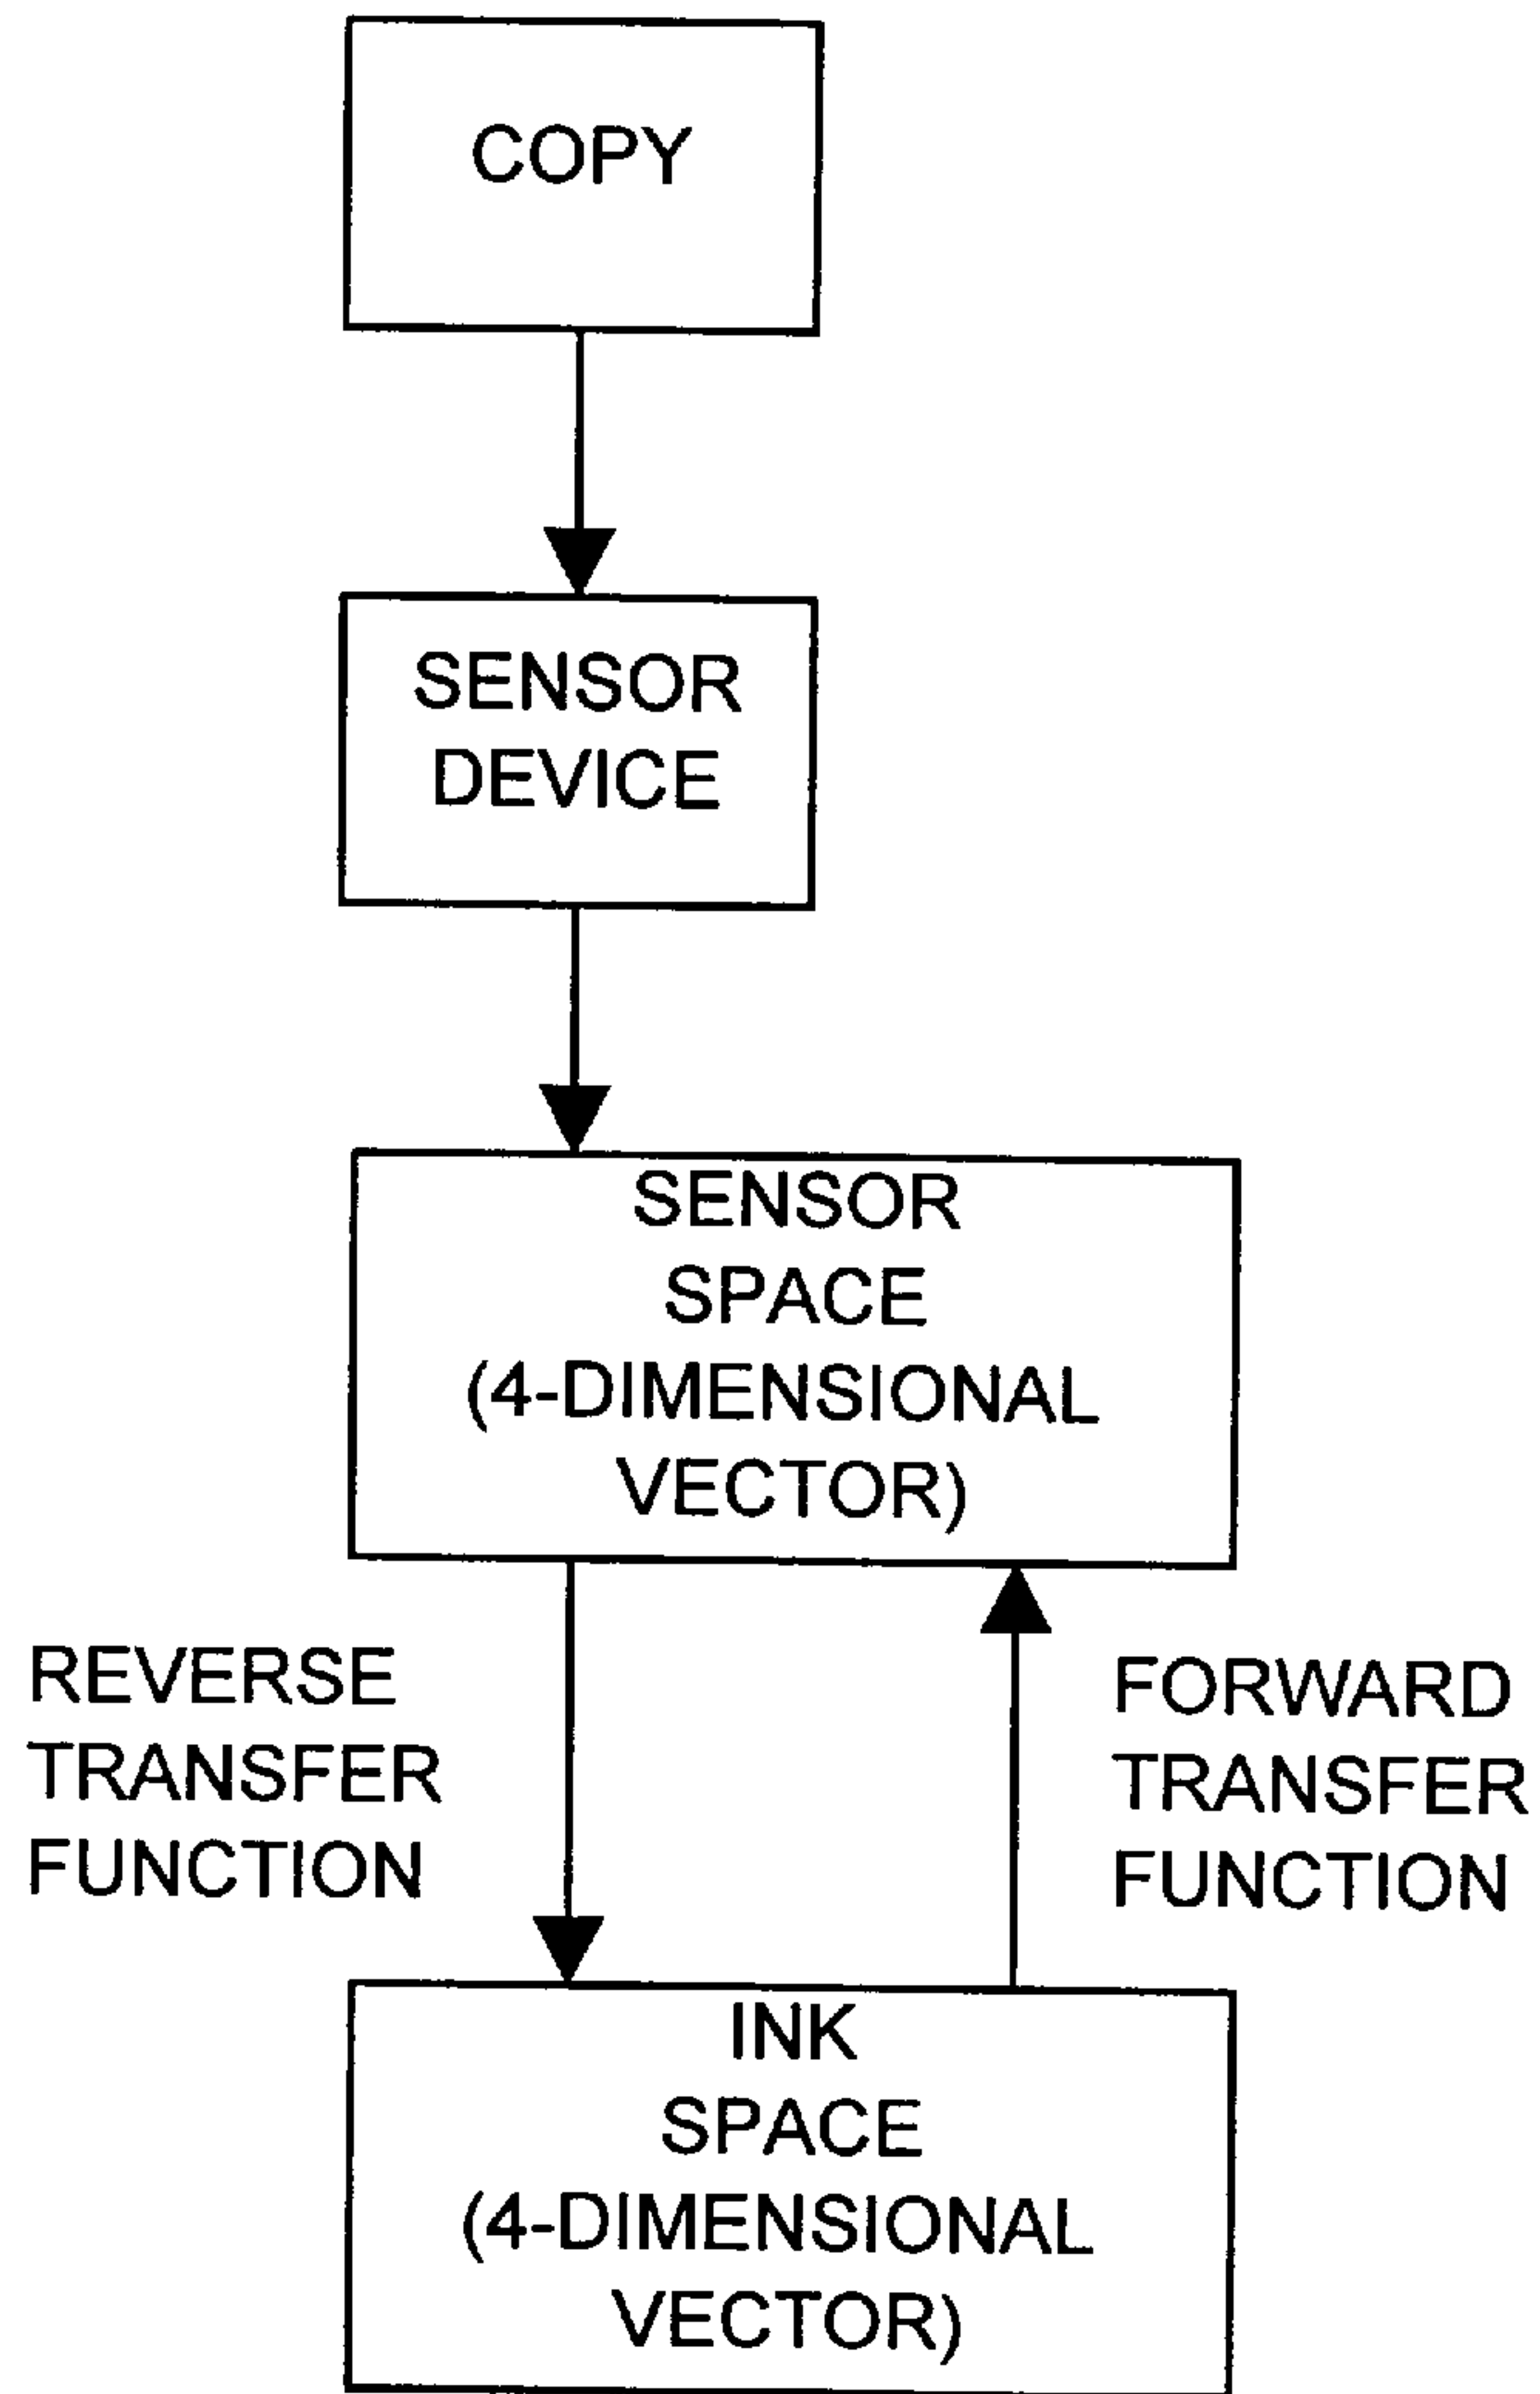 COPY
SENSOR
DEVICE
SENSOR
SPACE
(4-DIMENSIONAL
VECTOR)
REVERSE
TRANSFER
FUNCTION
FORWARD
TRANSFER
FUNCTION
INK
SPACE
(4-DIMENSIONAL
VECTOR)